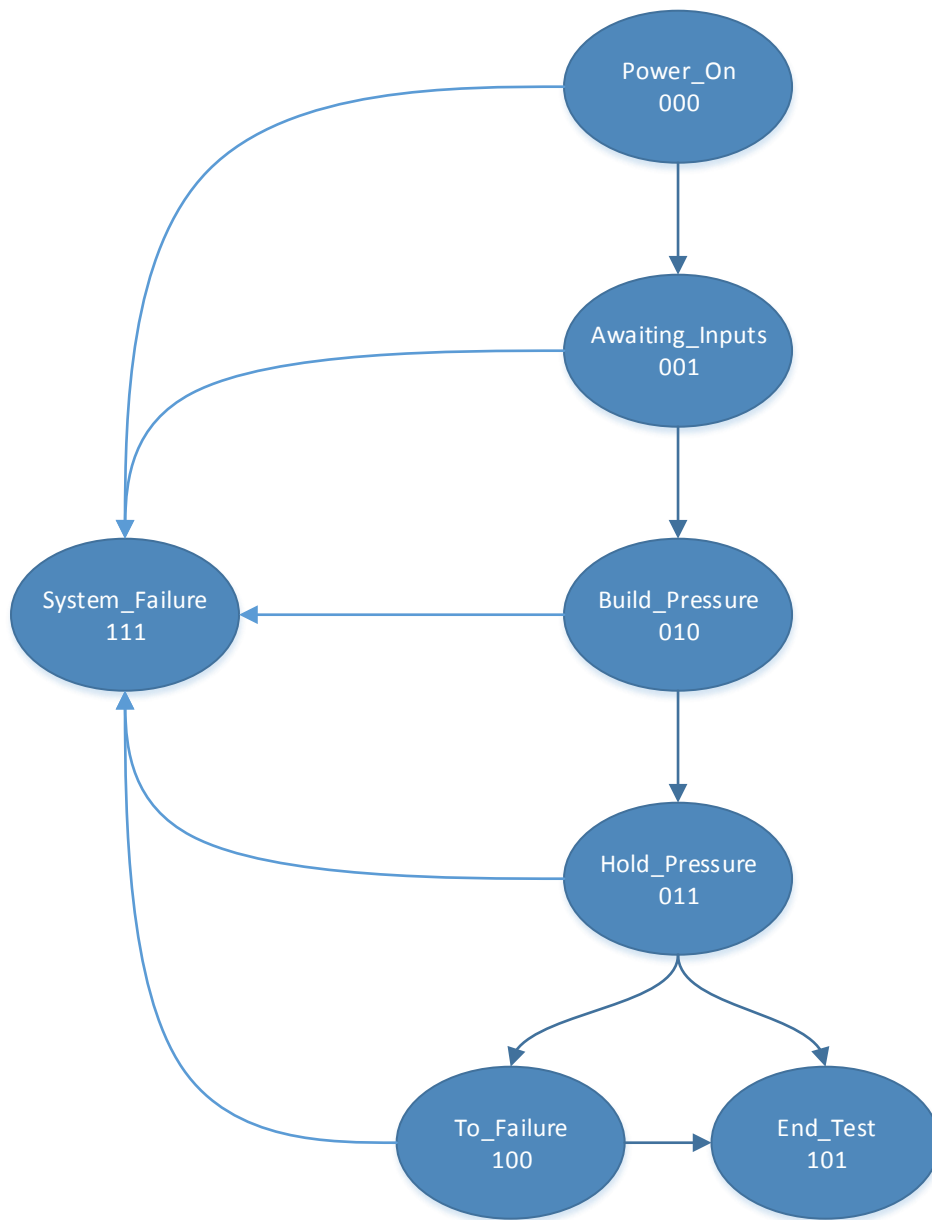 Power_On
000
Awaiting_Inputs
001
System_Failure
111
Build_Pressure
010
Hold_Pressure
011
To_Failure
100
End_Test
101